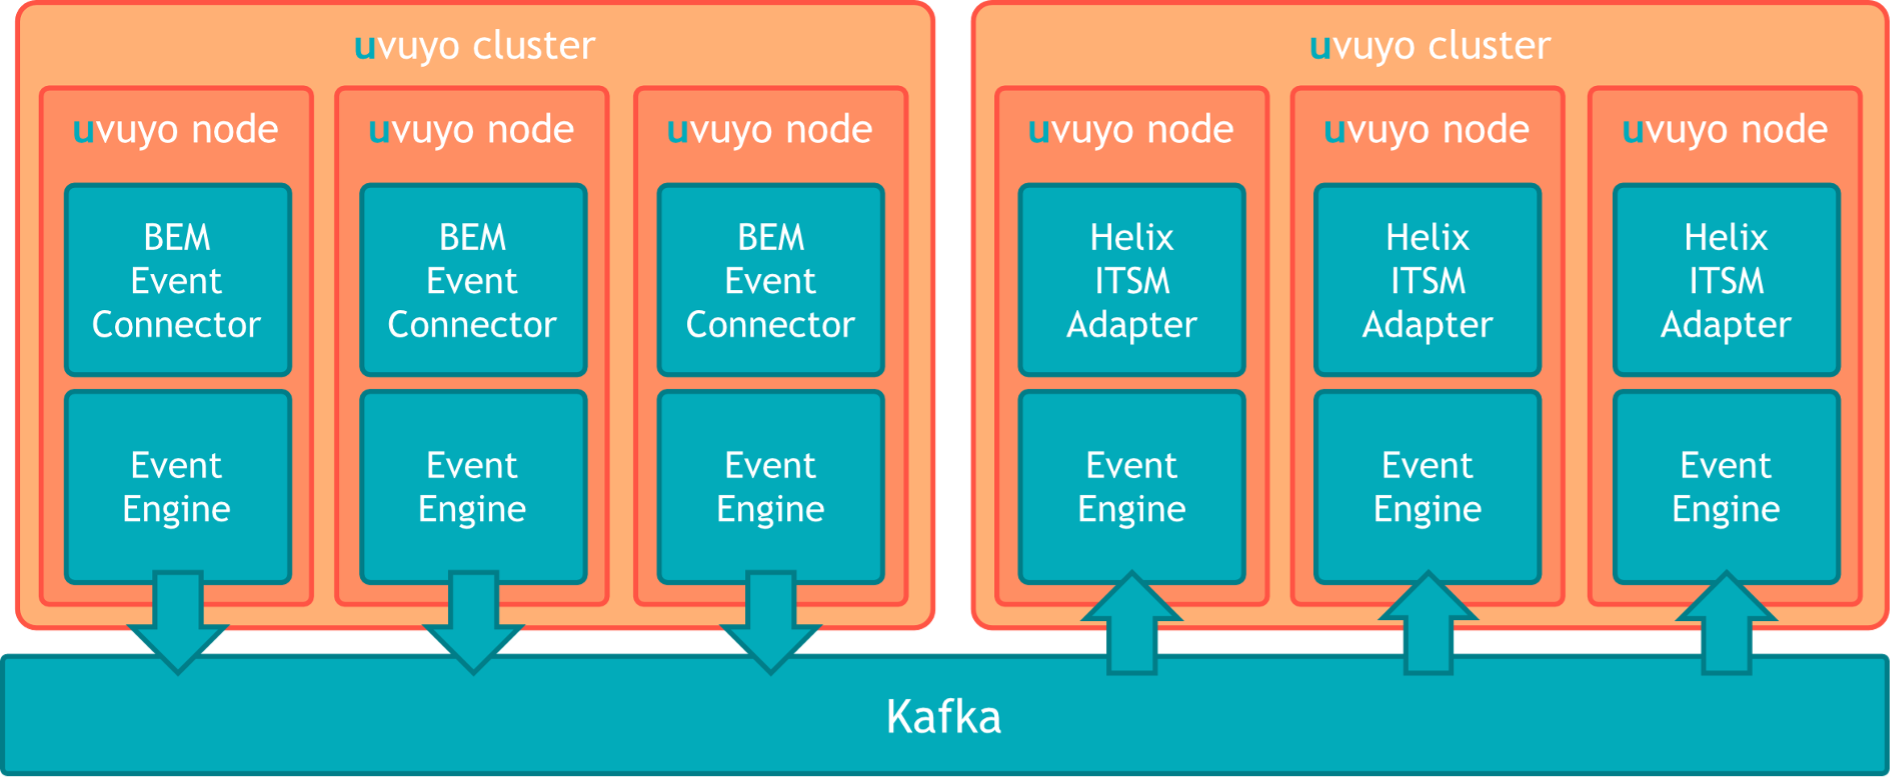 uvuyo cluster
uvuyo node
BEM
Event
Connector
Event
Engine
uvuyo node
BEM
Event
Connector
Event
Engine
uvuyo node
BEM
Event
Connector
Event
Engine
uvuyo cluster
uvuyo node
Helix
ITSM
Adapter
Event
Engine
uvuyo node
Helix
ITSM
Adapter
Event
Engine
uvuyo node
Helix
ITSM
Adapter
Event
Engine
Kafka